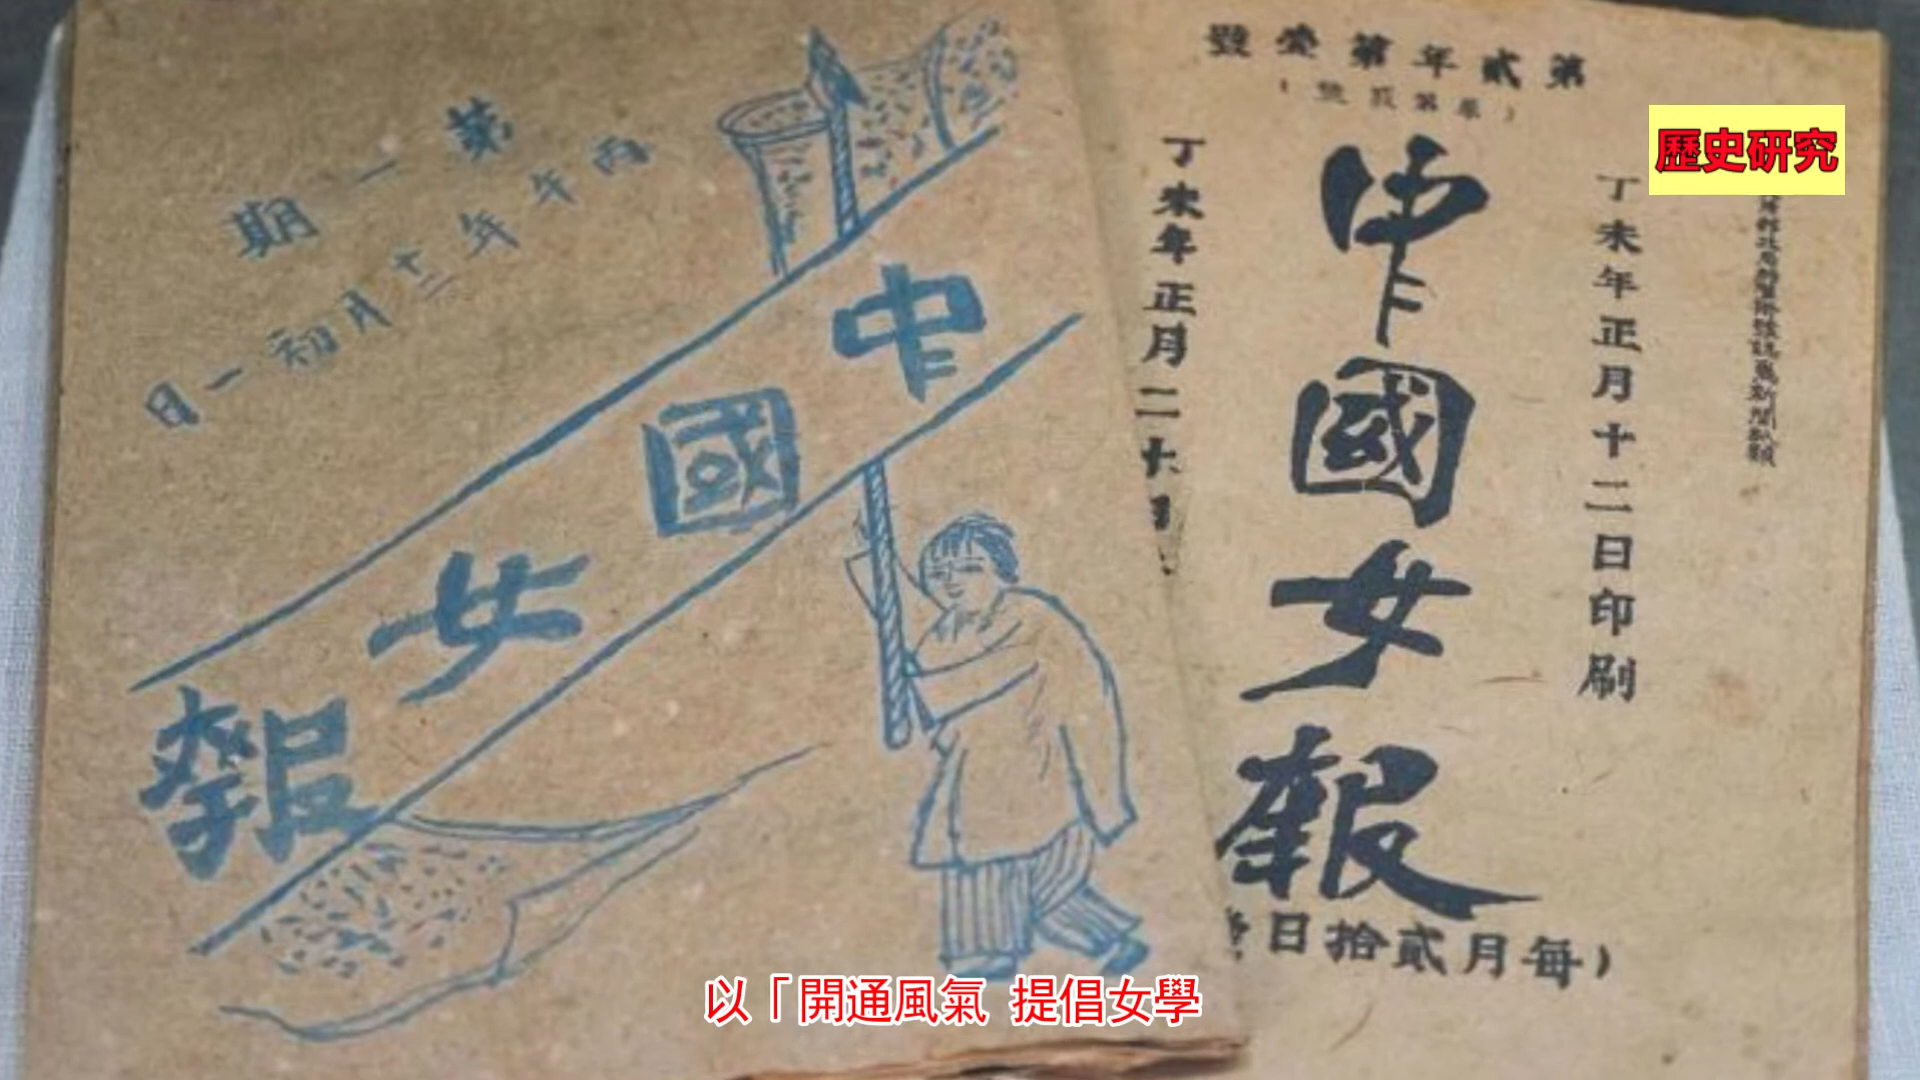 第一期
丙午年十二月初一日
中國女報
第貳年第壹號
丁未年正月十二日印刷
中國女報
丁未年正月二十
每月貳拾日
歷史研究
以「開通風氣 提倡女學